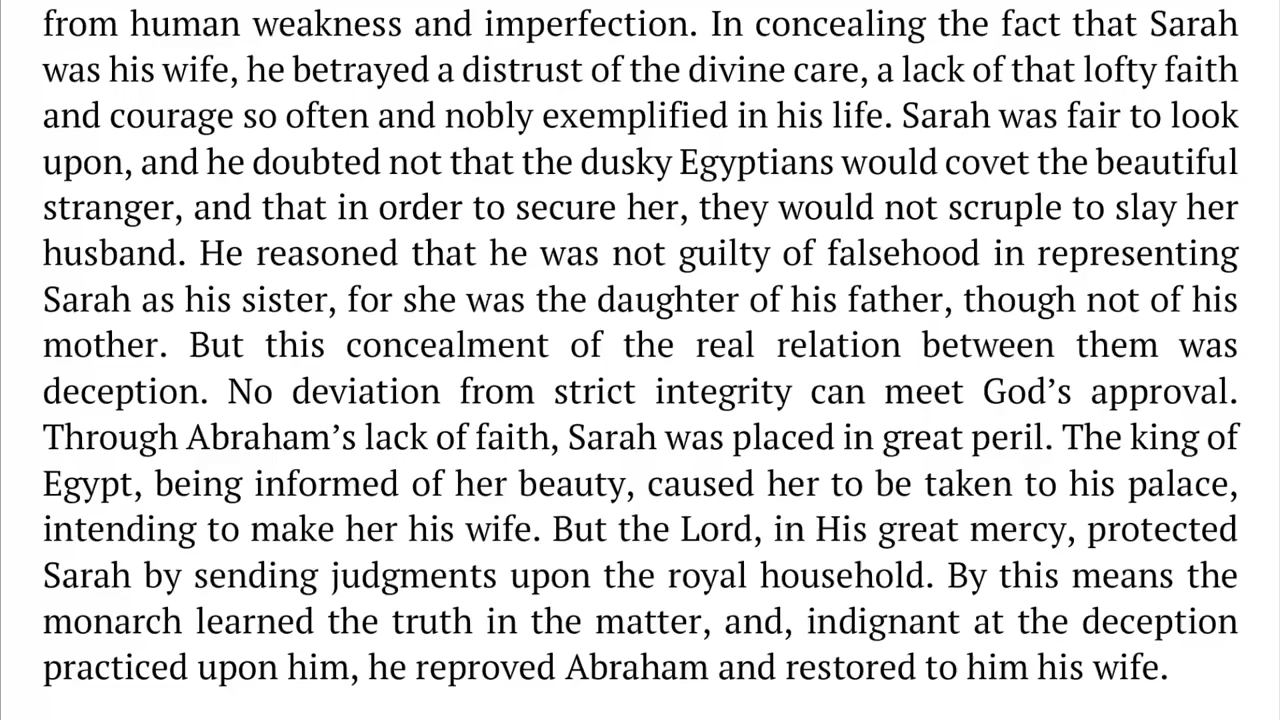 from human weakness and imperfection. In concealing the fact that Sarah
was his wife, he betrayed a distrust of the divine care, a lack of that lofty faith
and courage so often and nobly exemplified in his life. Sarah was fair to look
upon, and he doubted not that the dusky Egyptians would covet the beautiful
stranger, and that in order to secure her, they would not scruple to slay her
husband. He reasoned that he was not guilty of falsehood in representing
Sarah as his sister, for she was the daughter of his father, though not of his
mother. But this concealment of the real relation between them was
deception. No deviation from strict integrity can meet God’s approval.
Through Abraham’s lack of faith, Sarah was placed in great peril. The king of
Egypt, being informed of her beauty, caused her to be taken to his palace,
intending to make her his wife. But the Lord, in His great mercy, protected
Sarah by sending judgments upon the royal household. By this means the
monarch learned the truth in the matter, and, indignant at the deception
practiced upon him, he reproved Abraham and restored to him his wife.